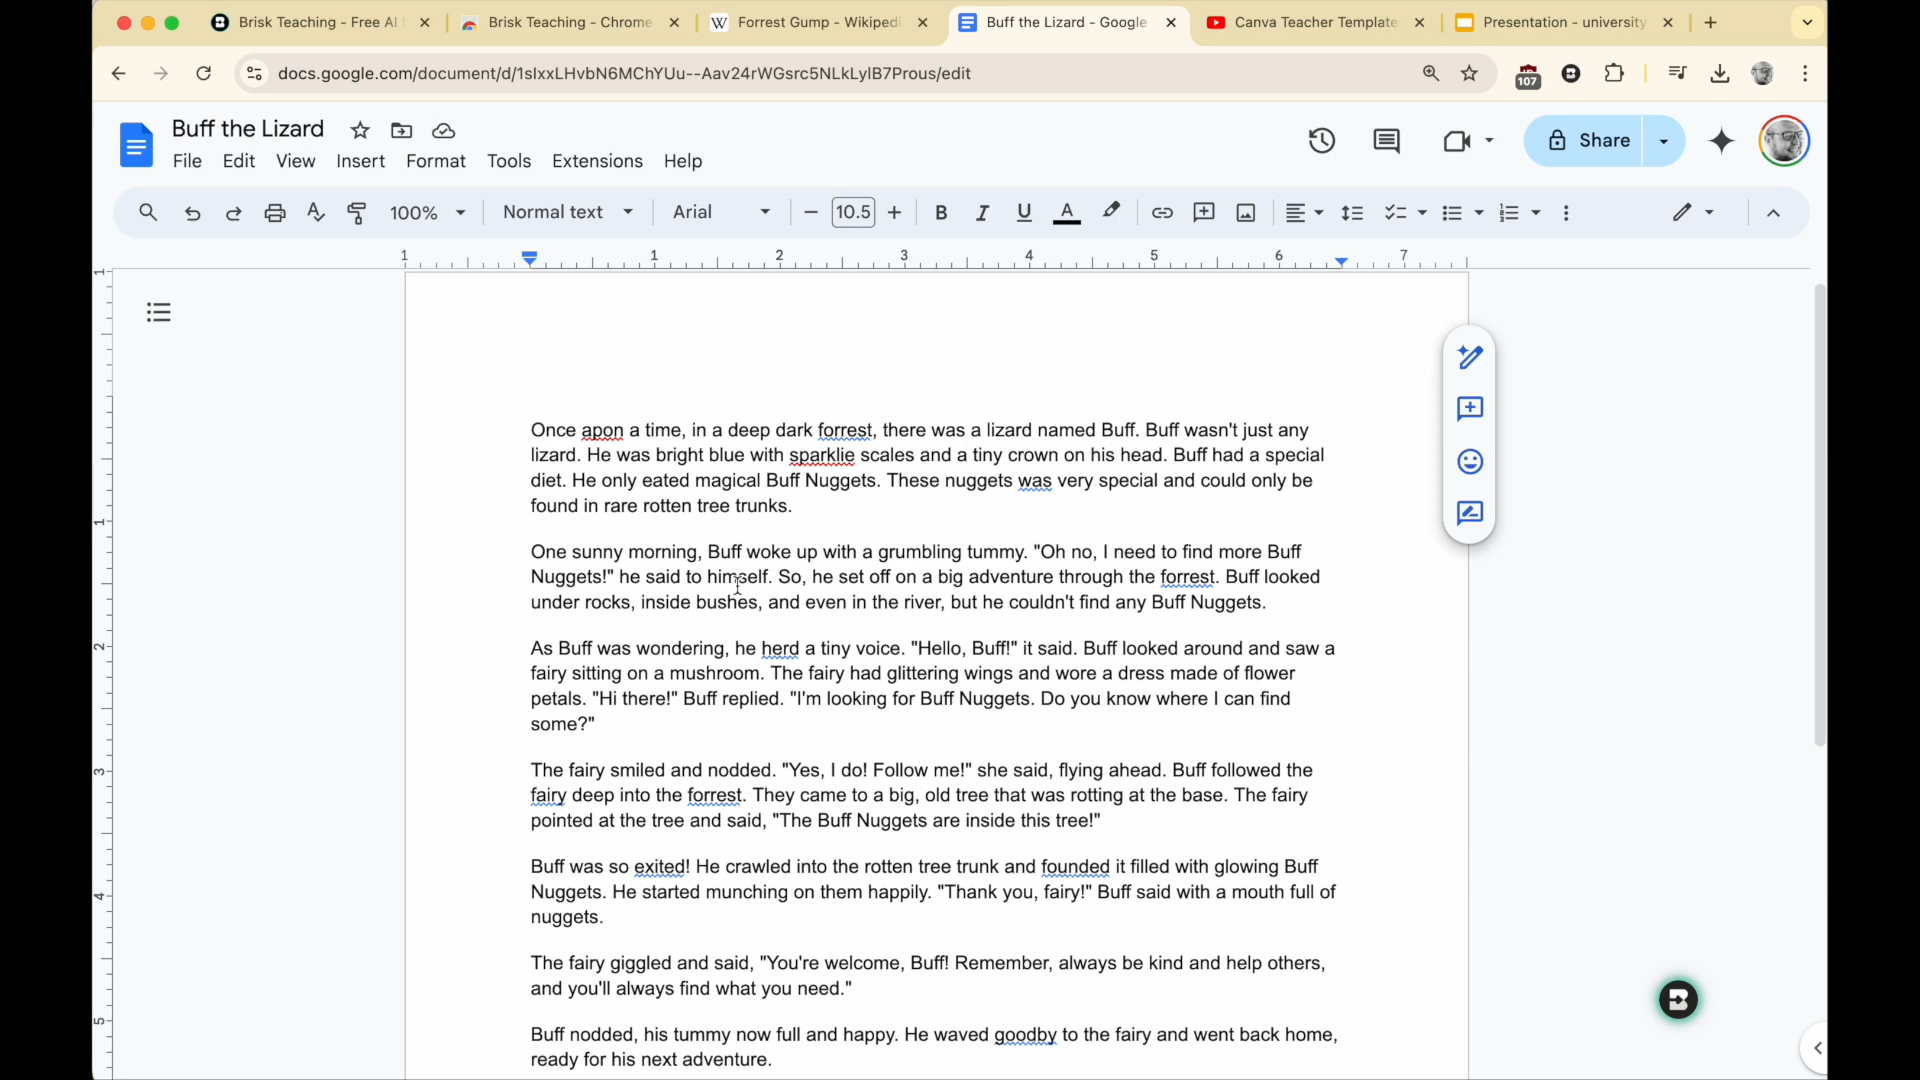 Brisk Teaching - Free AI
Brisk Teaching - Chrome
Forrest Gump - Wikipedi
Buff the Lizard - Google
Canva Teacher Template
Presentation - university
docs.google.com/document/d/1slxxLHvbN6MChYUu--Aav24rWGsrc5NLkLylB7Prous/edit
107
Buff the Lizard
File Edit View Insert Format Tools Extensions Help
Share
100% Normal text Arial 10.5 B I U A
1 1 2 3 4 5 6 7
1
Once apon a time, in a deep dark forrest, there was a lizard named Buff. Buff wasn't just any
lizard. He was bright blue with sparklie scales and a tiny crown on his head. Buff had a special
diet. He only eated magical Buff Nuggets. These nuggets was very special and could only be
found in rare rotten tree trunks.
1
One sunny morning, Buff woke up with a grumbling tummy. "Oh no, I need to find more Buff
Nuggets!" he said to himself. So, he set off on a big adventure through the forrest. Buff looked
under rocks, inside bushes, and even in the river, but he couldn't find any Buff Nuggets.
2
As Buff was wondering, he herd a tiny voice. "Hello, Buff!" it said. Buff looked around and saw a
fairy sitting on a mushroom. The fairy had glittering wings and wore a dress made of flower
petals. "Hi there!" Buff replied. "I'm looking for Buff Nuggets. Do you know where I can find
some?"
3
The fairy smiled and nodded. "Yes, I do! Follow me!" she said, flying ahead. Buff followed the
fairy deep into the forrest. They came to a big, old tree that was rotting at the base. The fairy
pointed at the tree and said, "The Buff Nuggets are inside this tree!"
Buff was so exited! He crawled into the rotten tree trunk and founded it filled with glowing Buff
4
Nuggets. He started munching on them happily. "Thank you, fairy!" Buff said with a mouth full of
nuggets.
The fairy giggled and said, "You're welcome, Buff! Remember, always be kind and help others,
and you'll always find what you need."
5
Buff nodded, his tummy now full and happy. He waved goodby to the fairy and went back home,
ready for his next adventure.